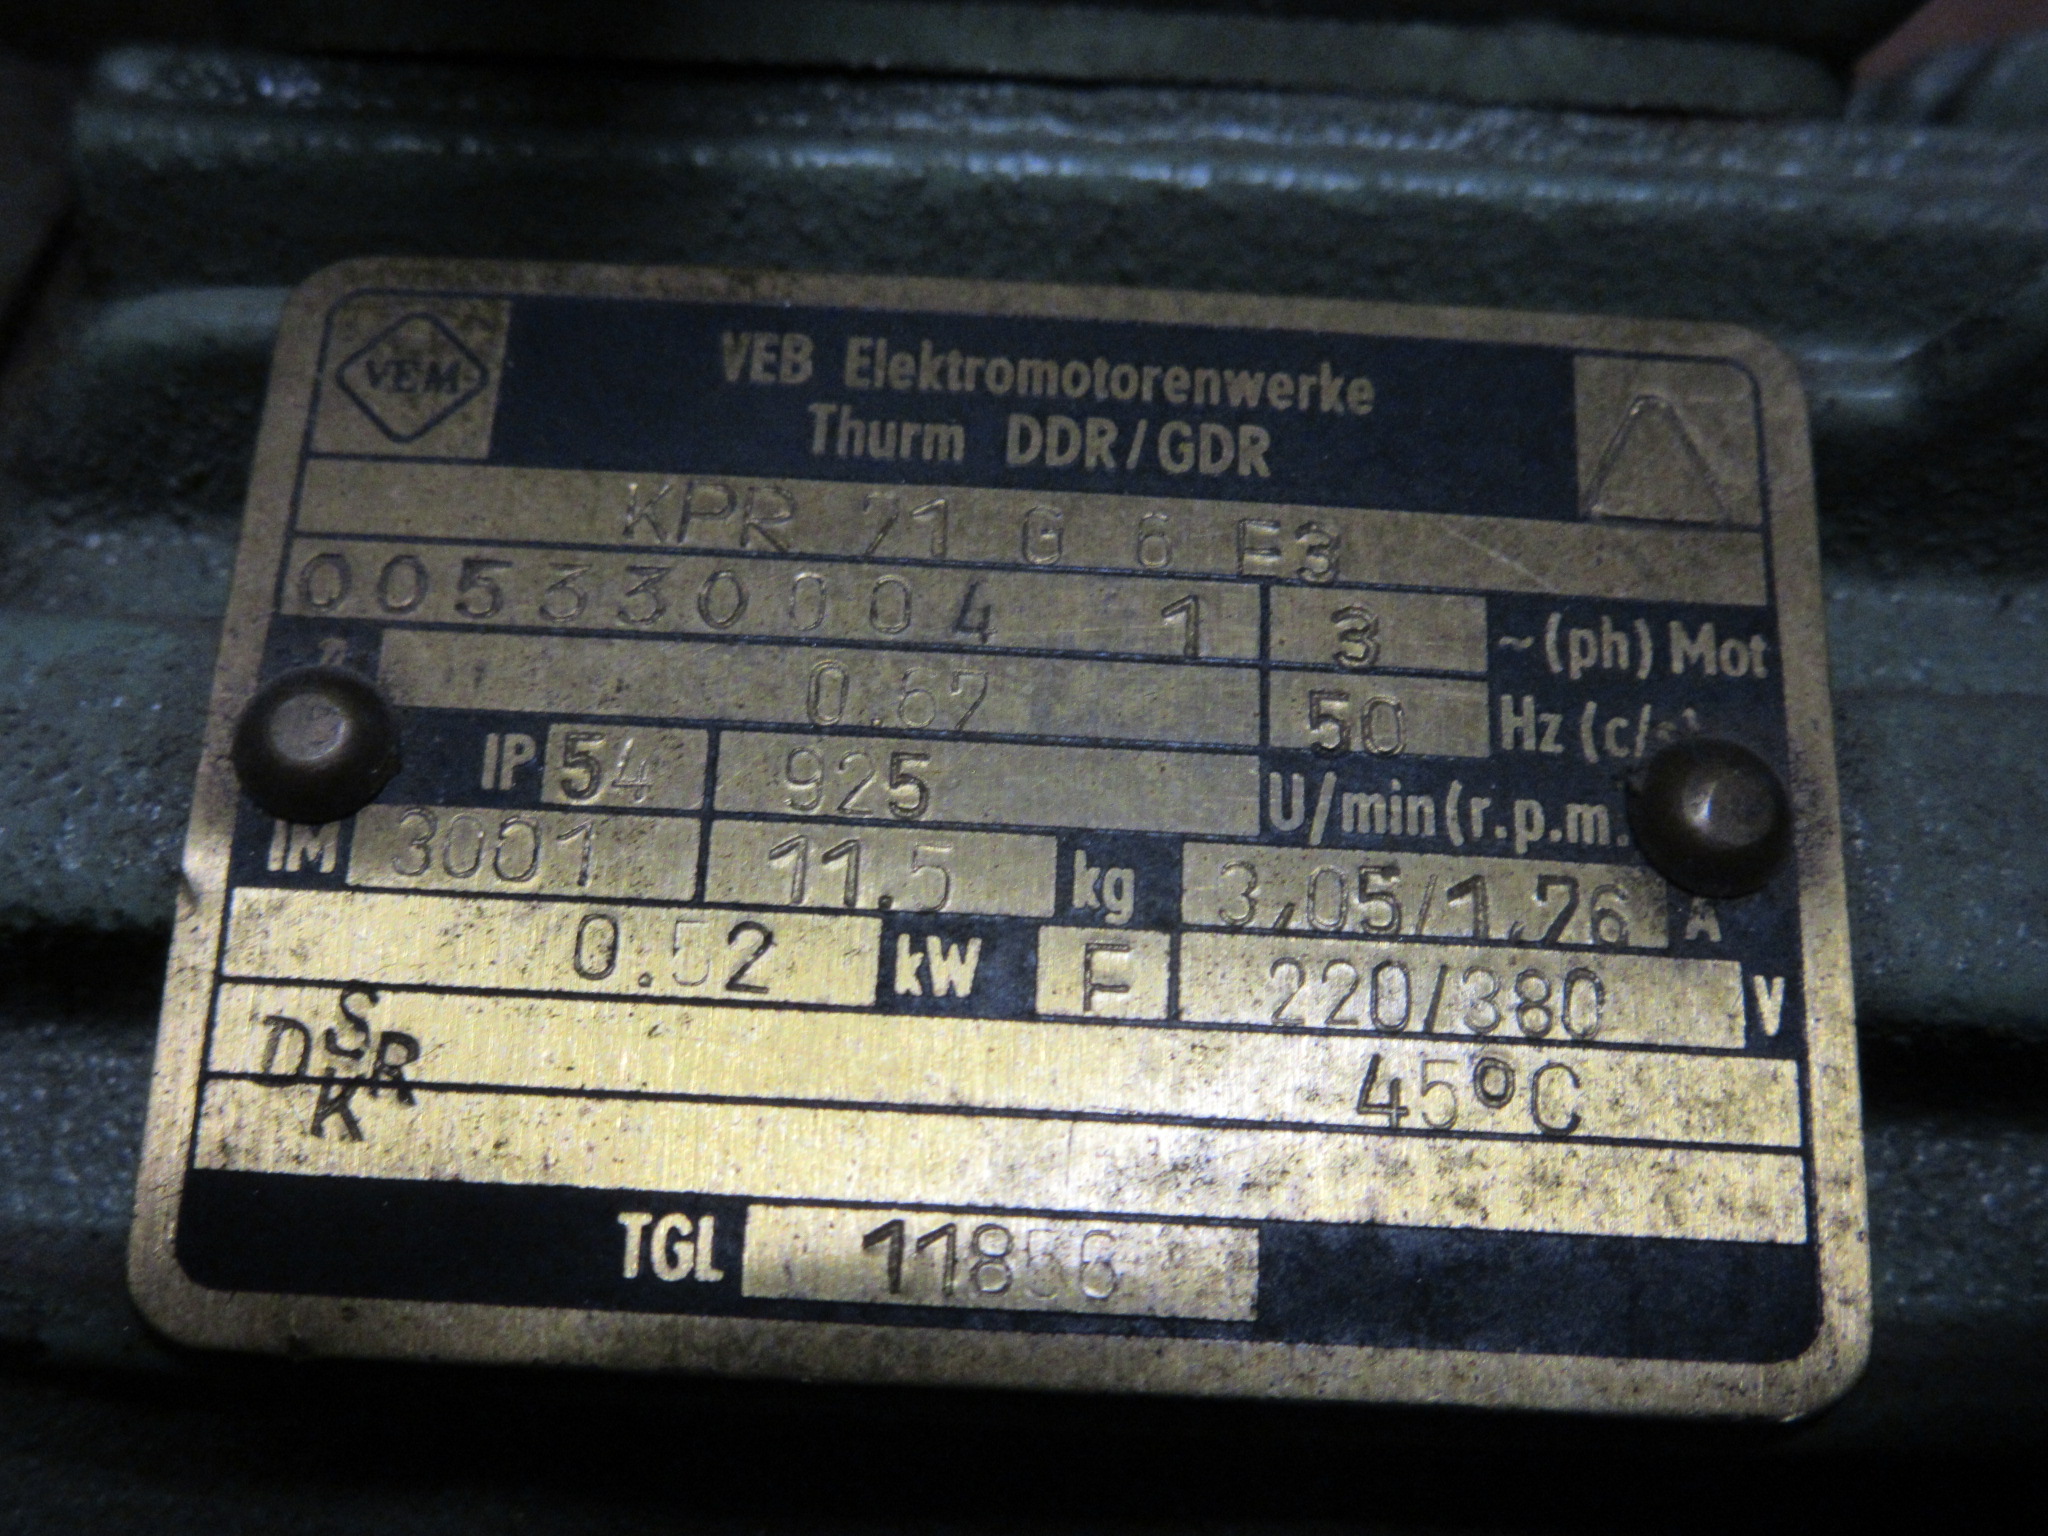 VEM
VEB Elektromotorenwerke
Thurm DDR/GDR
KPR 71 G 6 F3
005330004 1 3 ~(ph) Mot
0.67 50 Hz (c/s)
IP 54 925 U/min(r.p.m.
IM 3001 11.5 kg 3,05/1,76 A
0.52 kW F 220/380 V
DSRK 45°C
TGL 11856